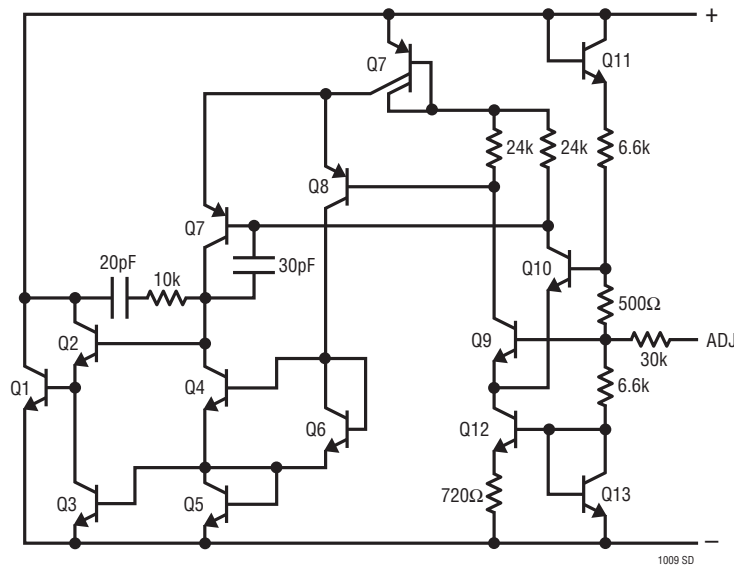 +
Q11
Q7
24k
24k
6.6k
Q8
Q7
20pF
10k
30pF
Q10
500Ω
Q2
Q9
ADJ
30k
Q1
Q4
6.6k
Q6
Q12
Q3
Q5
720Ω
Q13
–
1009 SD